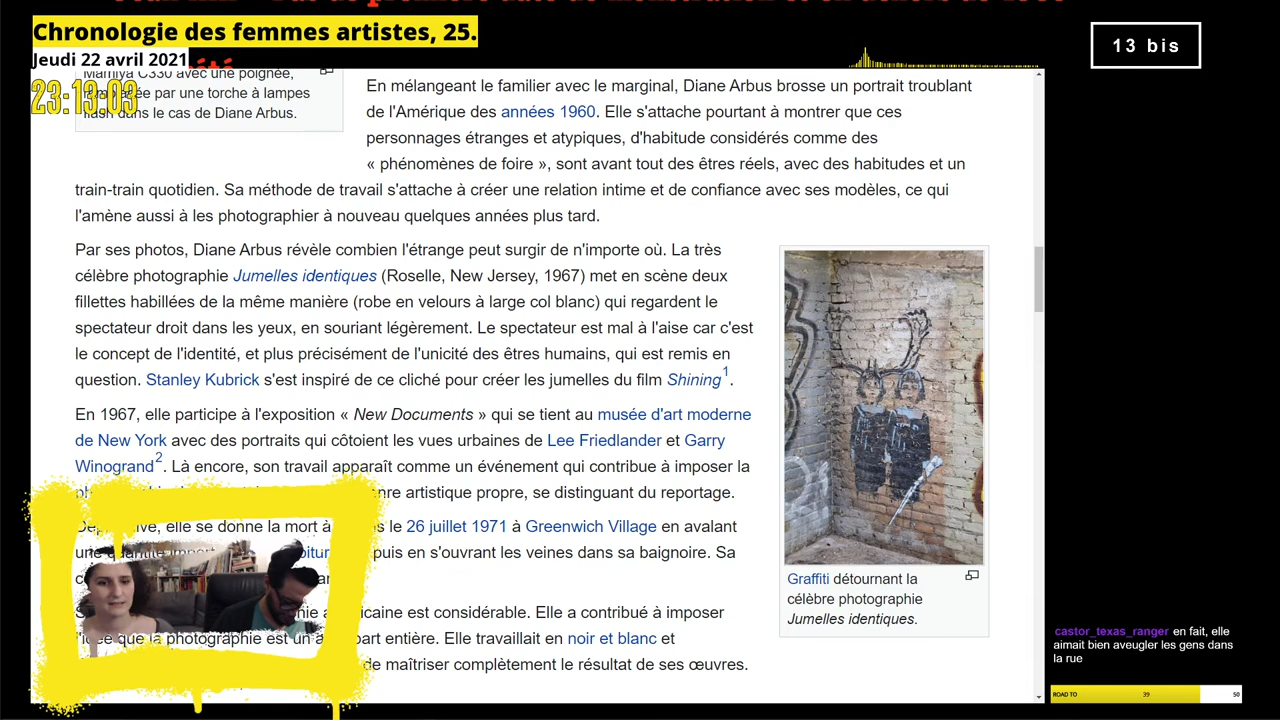 Chronologie des femmes artistes, 25.
Jeudi 22 avril 2021
23:13:03
13 bis
Mamiya C330 avec une poignée,
par une torche à lampes
flash dans le cas de Diane Arbus.
En mélangeant le familier avec le marginal, Diane Arbus brosse un portrait troublant
de l'Amérique des années 1960. Elle s'attache pourtant à montrer que ces
personnages étranges et atypiques, d'habitude considérés comme des
« phénomènes de foire », sont avant tout des êtres réels, avec des habitudes et un
train-train quotidien. Sa méthode de travail s'attache à créer une relation intime et de confiance avec ses modèles, ce qui
l'amène aussi à les photographier à nouveau quelques années plus tard.
Par ses photos, Diane Arbus révèle combien l'étrange peut surgir de n'importe où. La très
célèbre photographie Jumelles identiques (Roselle, New Jersey, 1967) met en scène deux
fillettes habillées de la même manière (robe en velours à large col blanc) qui regardent le
spectateur droit dans les yeux, en souriant légèrement. Le spectateur est mal à l'aise car c'est
le concept de l'identité, et plus précisément de l'unicité des êtres humains, qui est remis en
question. Stanley Kubrick s'est inspiré de ce cliché pour créer les jumelles du film Shining1.
En 1967, elle participe à l'exposition « New Documents » qui se tient au musée d'art moderne
de New York avec des portraits qui côtoient les vues urbaines de Lee Friedlander et Garry
Winogrand2. Là encore, son travail apparaît comme un événement qui contribue à imposer la
artistique propre, se distinguant du reportage.
elle se donne la mort à le 26 juillet 1971 à Greenwich Village en avalant
une quantité puis en s'ouvrant les veines dans sa baignoire. Sa
est considérable. Elle a contribué à imposer
l'idée que la photographie est un part entière. Elle travaillait en noir et blanc et
de maîtriser complètement le résultat de ses œuvres.
Graffiti détournant la
célèbre photographie
Jumelles identiques.
castor_texas_ranger en fait, elle
aimait bien aveugler les gens dans
la rue
ROAD TO 39 50